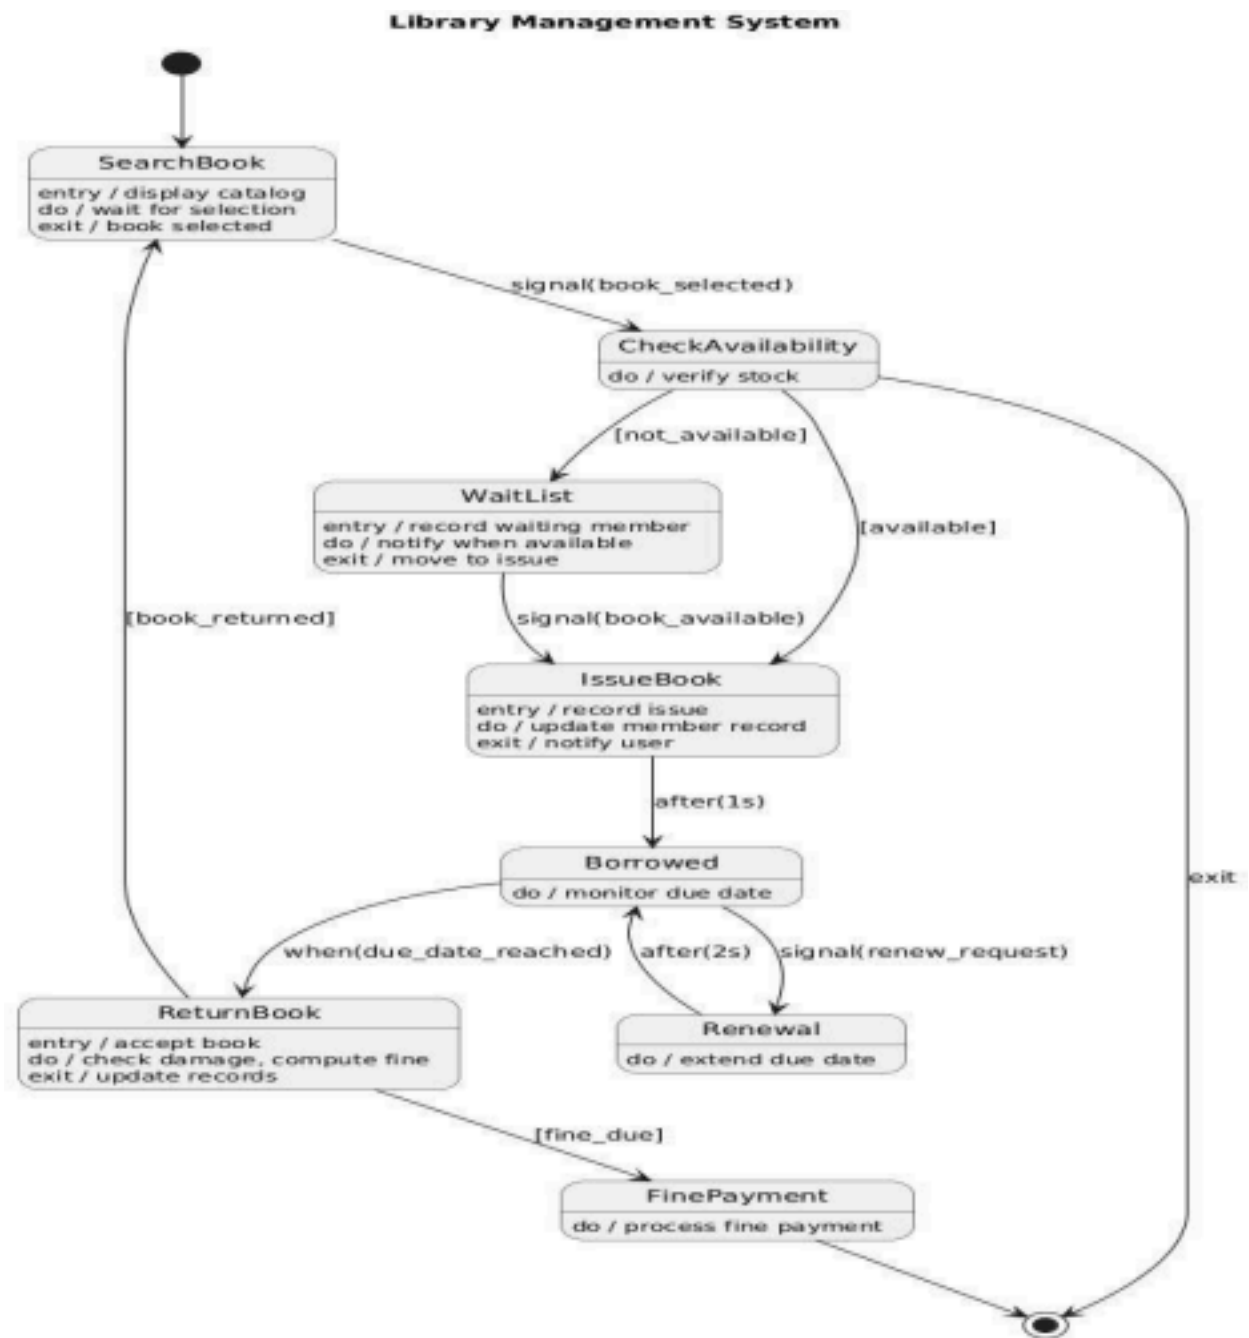 Library Management System
SearchBook
entry / display catalog
do / wait for selection
exit / book selected
signal(book_selected)
CheckAvailability
do / verify stock
[not_available]
WaitList
entry / record waiting member
do / notify when available
exit / move to issue
[available]
[book_returned]
signal(book_available)
IssueBook
entry / record issue
do / update member record
exit / notify user
after(1s)
Borrowed
do / monitor due date
exit
when(due_date_reached)
after(2s)
signal(renew_request)
ReturnBook
entry / accept book
do / check damage, compute fine
exit / update records
Renewal
do / extend due date
[fine_due]
FinePayment
do / process fine payment